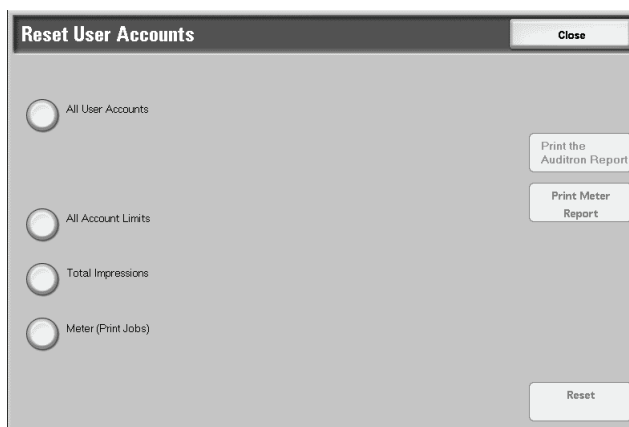 Reset User Accounts
Close
All User Accounts
Print the
Auditron Report
Print Meter
Report
All Account Limits
Total Impressions
Meter (Print Jobs)
Reset